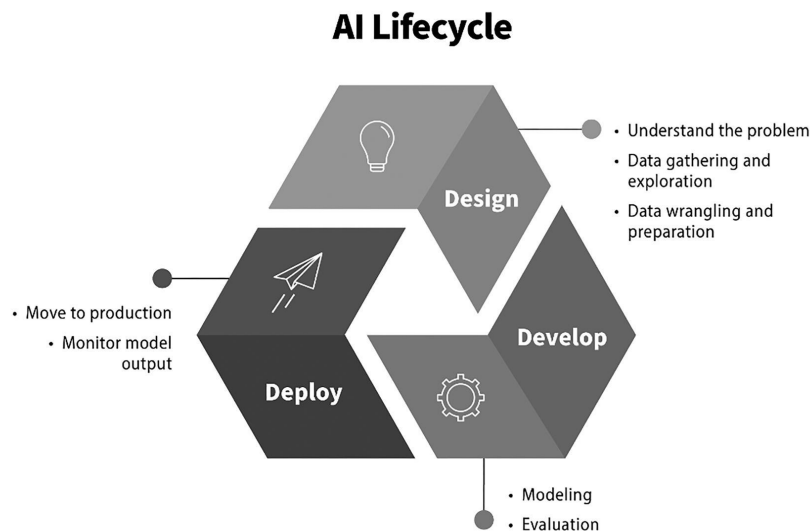 AI Lifecycle
Design
• Understand the problem
• Data gathering and
exploration
• Data wrangling and
preparation
Develop
• Modeling
• Evaluation
Deploy
• Move to production
• Monitor model
output